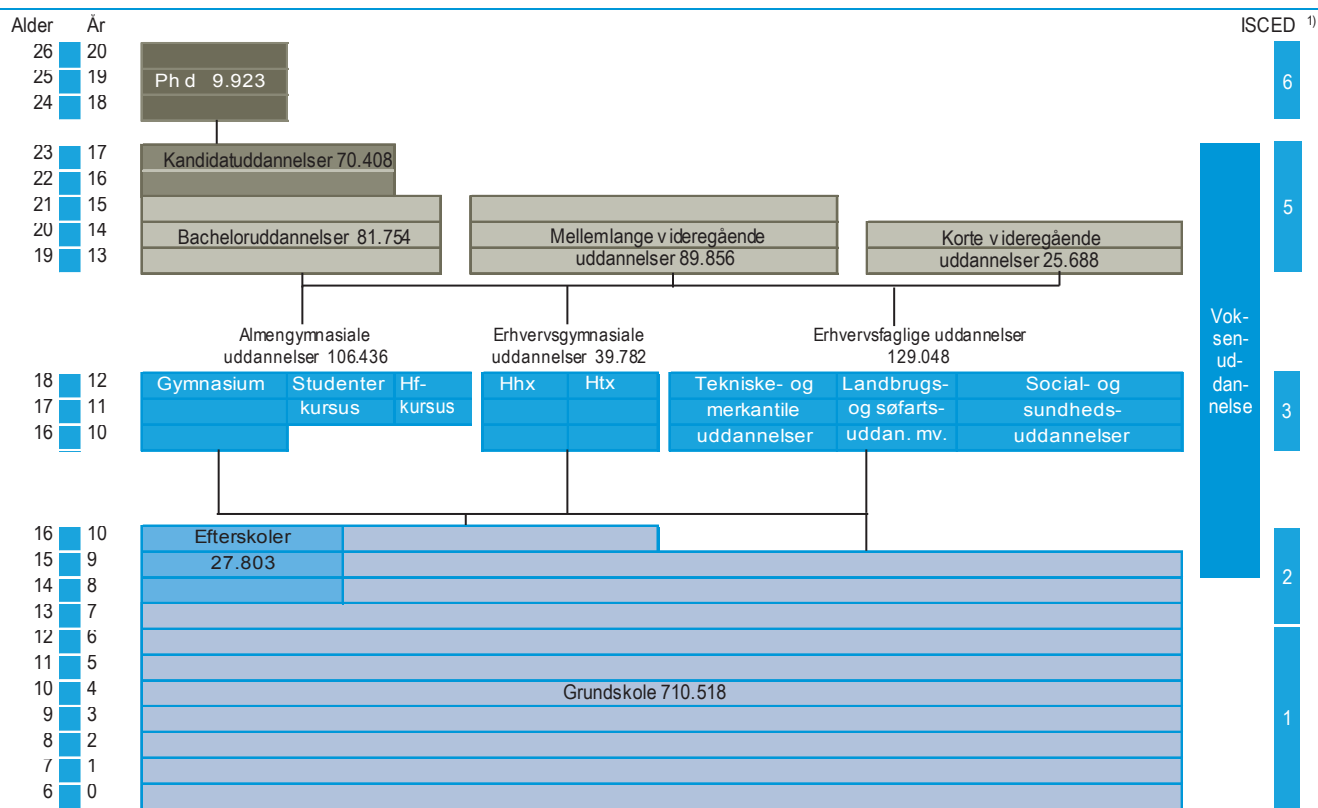 Alder År ISCED 1)
26 20
25 19 Ph d 9.923 6
24 18
23 17 Kandidatuddannelser 70.408
22 16
21 15 5
20 14 Bacheloruddannelser 81.754 Mellemlange videregående Korte videregående
19 13 uddannelser 89.856 uddannelser 25.688
Almengymnasiale Erhvervsgymnasiale Erhvervsfaglige uddannelser
uddannelser 106.436 uddannelser 39.782 129.048
Vok-
sen-
ud-
dan-
nelse
18 12 Gymnasium Studenter Hf- Hhx Htx Tekniske- og Landbrugs- Social- og
17 11 kursus kursus merkantile og søfarts- sundheds- 3
16 10 uddannelser uddan. mv. uddannelser
16 10 Efterskoler
15 9 27.803
14 8 2
13 7
12 6
11 5
10 4 Grundskole 710.518
9 3 1
8 2
7 1
6 0